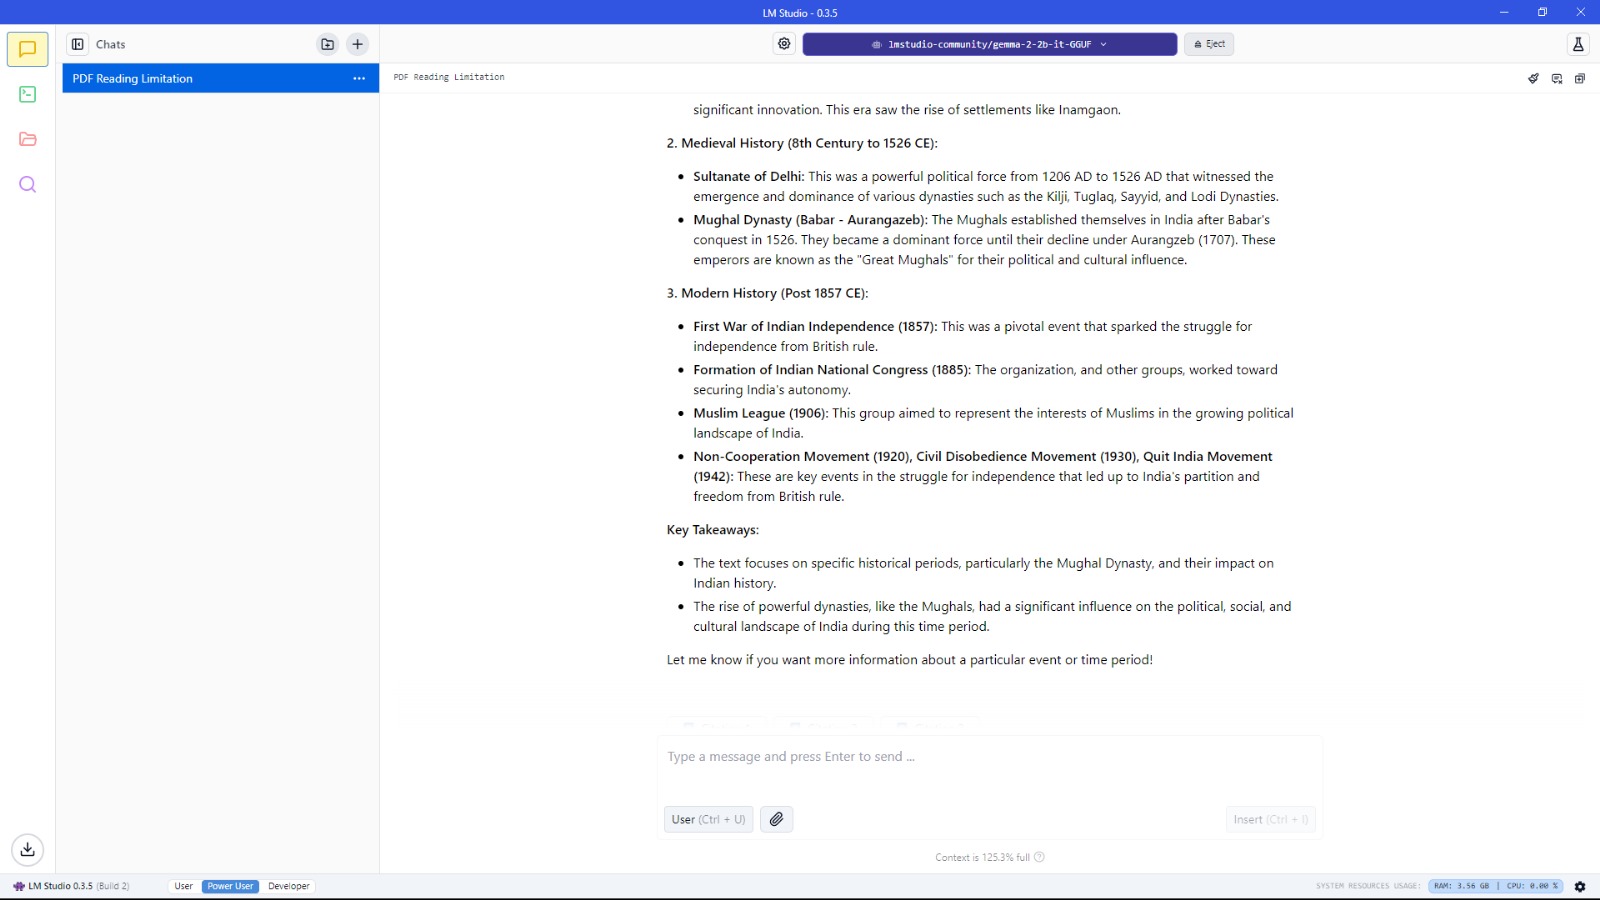 LM Studio - 0.3.5
Chats
lmstudio-community/gemma-2-2b-it-GGUF
Eject
PDF Reading Limitation
PDF Reading Limitation
significant innovation. This era saw the rise of settlements like Inamgaon.
2. Medieval History (8th Century to 1526 CE):
• Sultanate of Delhi: This was a powerful political force from 1206 AD to 1526 AD that witnessed the
emergence and dominance of various dynasties such as the Kilji, Tuglaq, Sayyid, and Lodi Dynasties.
• Mughal Dynasty (Babar - Aurangazeb): The Mughals established themselves in India after Babar's
conquest in 1526. They became a dominant force until their decline under Aurangzeb (1707). These
emperors are known as the "Great Mughals" for their political and cultural influence.
3. Modern History (Post 1857 CE):
• First War of Indian Independence (1857): This was a pivotal event that sparked the struggle for
independence from British rule.
• Formation of Indian National Congress (1885): The organization, and other groups, worked toward
securing India's autonomy.
• Muslim League (1906): This group aimed to represent the interests of Muslims in the growing political
landscape of India.
• Non-Cooperation Movement (1920), Civil Disobedience Movement (1930), Quit India Movement
(1942): These are key events in the struggle for independence that led up to India's partition and
freedom from British rule.
Key Takeaways:
• The text focuses on specific historical periods, particularly the Mughal Dynasty, and their impact on
Indian history.
• The rise of powerful dynasties, like the Mughals, had a significant influence on the political, social, and
cultural landscape of India during this time period.
Let me know if you want more information about a particular event or time period!
Type a message and press Enter to send ...
User (Ctrl + U)
Insert (Ctrl + I)
Context is 125.3% full
LM Studio 0.3.5 (Build 2)
User Power User Developer
SYSTEM RESOURCES USAGE: RAM: 3.56 GB | CPU: 0.00 %